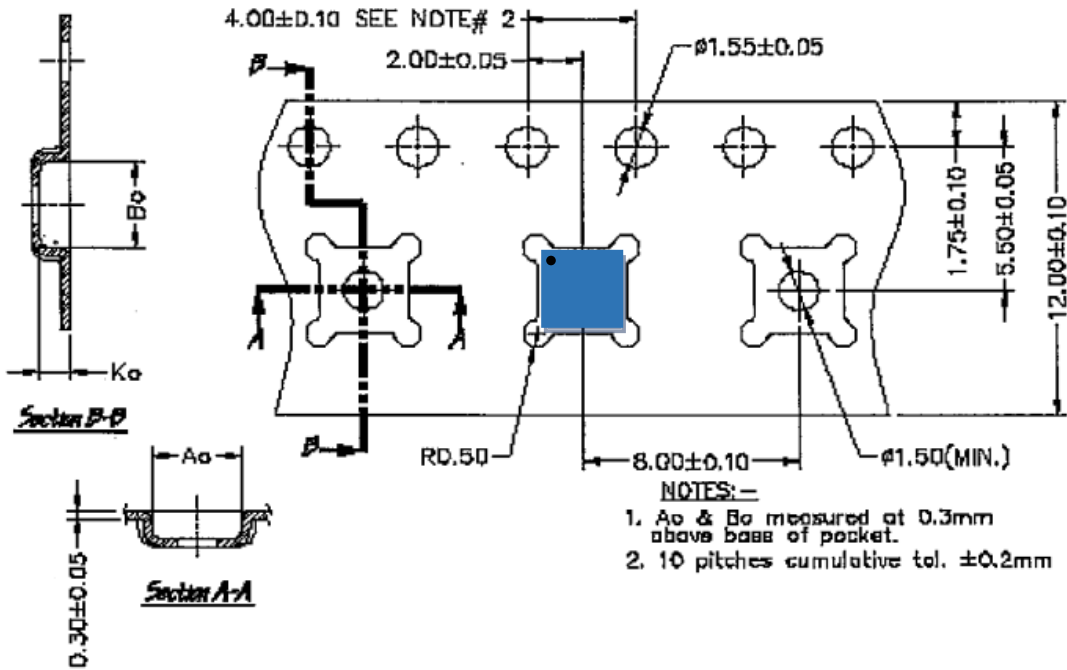 4.00±0.10 SEE NOTE# 2
2.00±0.05
ø1.55±0.05
B
Bo
1.75±0.10
5.50±0.05
12.00±0.10
A
A
Ko
Section B-B
B
R0.50
8.00±0.10
ø1.50(MIN.)
Ao
0.30±0.05
Section A-A
NOTES:-
1. Ao & Bo measured at 0.3mm
above base of pocket.
2. 10 pitches cumulative tol. ±0.2mm